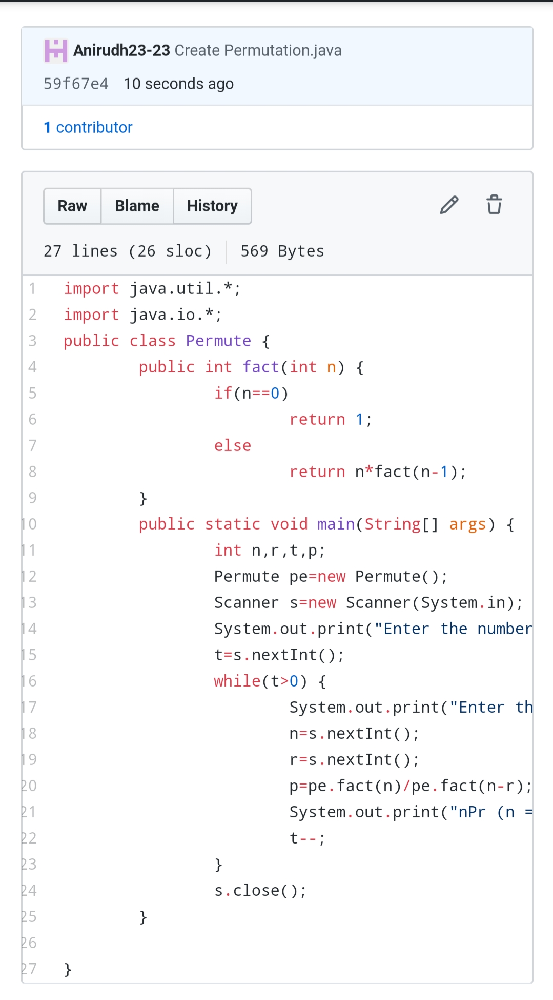 Anirudh23-23 Create Permutation.java
59f67e4 10 seconds ago
1 contributor
Raw Blame History
27 lines (26 sloc) 569 Bytes
1 import java.util.*;
2 import java.io.*;
3 public class Permute {
4 public int fact(int n) {
5 if(n==0)
6 return 1;
7 else
8 return n*fact(n-1);
9 }
10 public static void main(String[] args) {
11 int n,r,t,p;
12 Permute pe=new Permute();
13 Scanner s=new Scanner(System.in);
14 System.out.print("Enter the number
15 t=s.nextInt();
16 while(t>0) {
17 System.out.print("Enter th
18 n=s.nextInt();
19 r=s.nextInt();
20 p=pe.fact(n)/pe.fact(n-r);
21 System.out.print("nPr (n =
22 t--;
23 }
24 s.close();
25 }
26
27 }